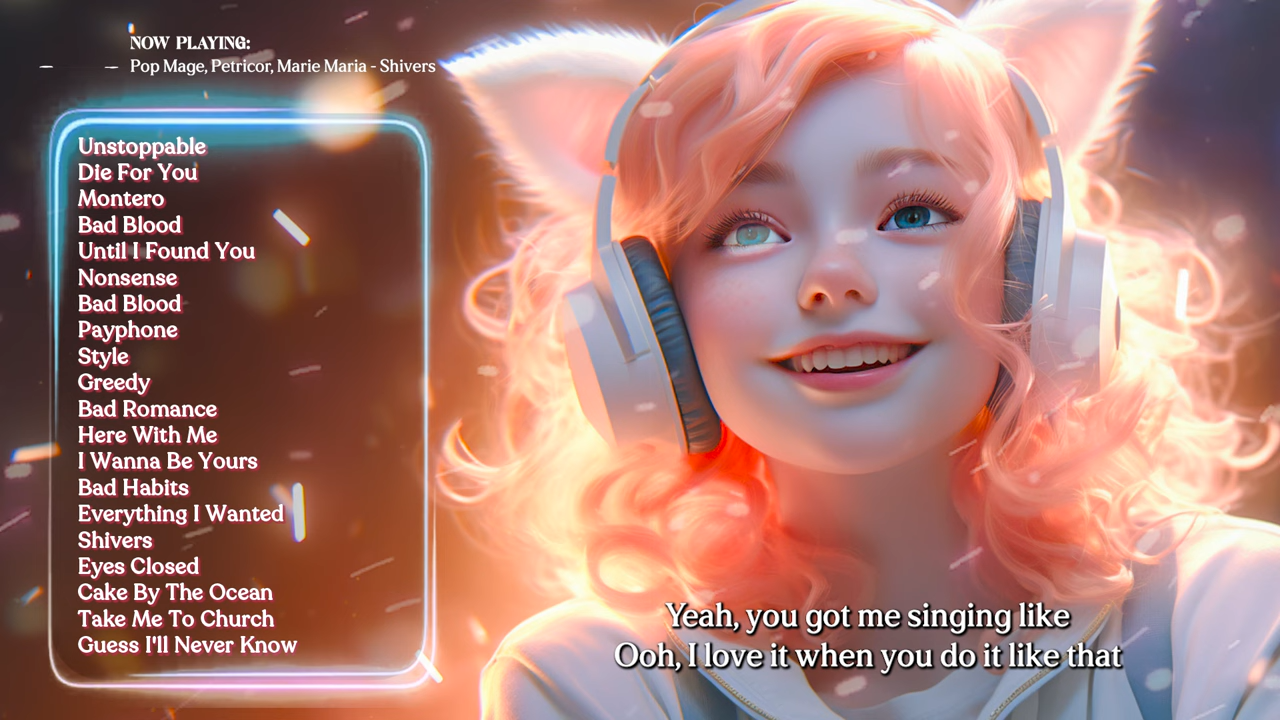 NOW PLAYING:
Pop Mage, Petricor, Marie Maria - Shivers
Unstoppable
Die For You
Montero
Bad Blood
Until I Found You
Nonsense
Bad Blood
Payphone
Style
Greedy
Bad Romance
Here With Me
I Wanna Be Yours
Bad Habits
Everything I Wanted
Shivers
Eyes Closed
Cake By The Ocean
Take Me To Church
Guess I'll Never Know
Yeah, you got me singing like
Ooh, I love it when you do it like that